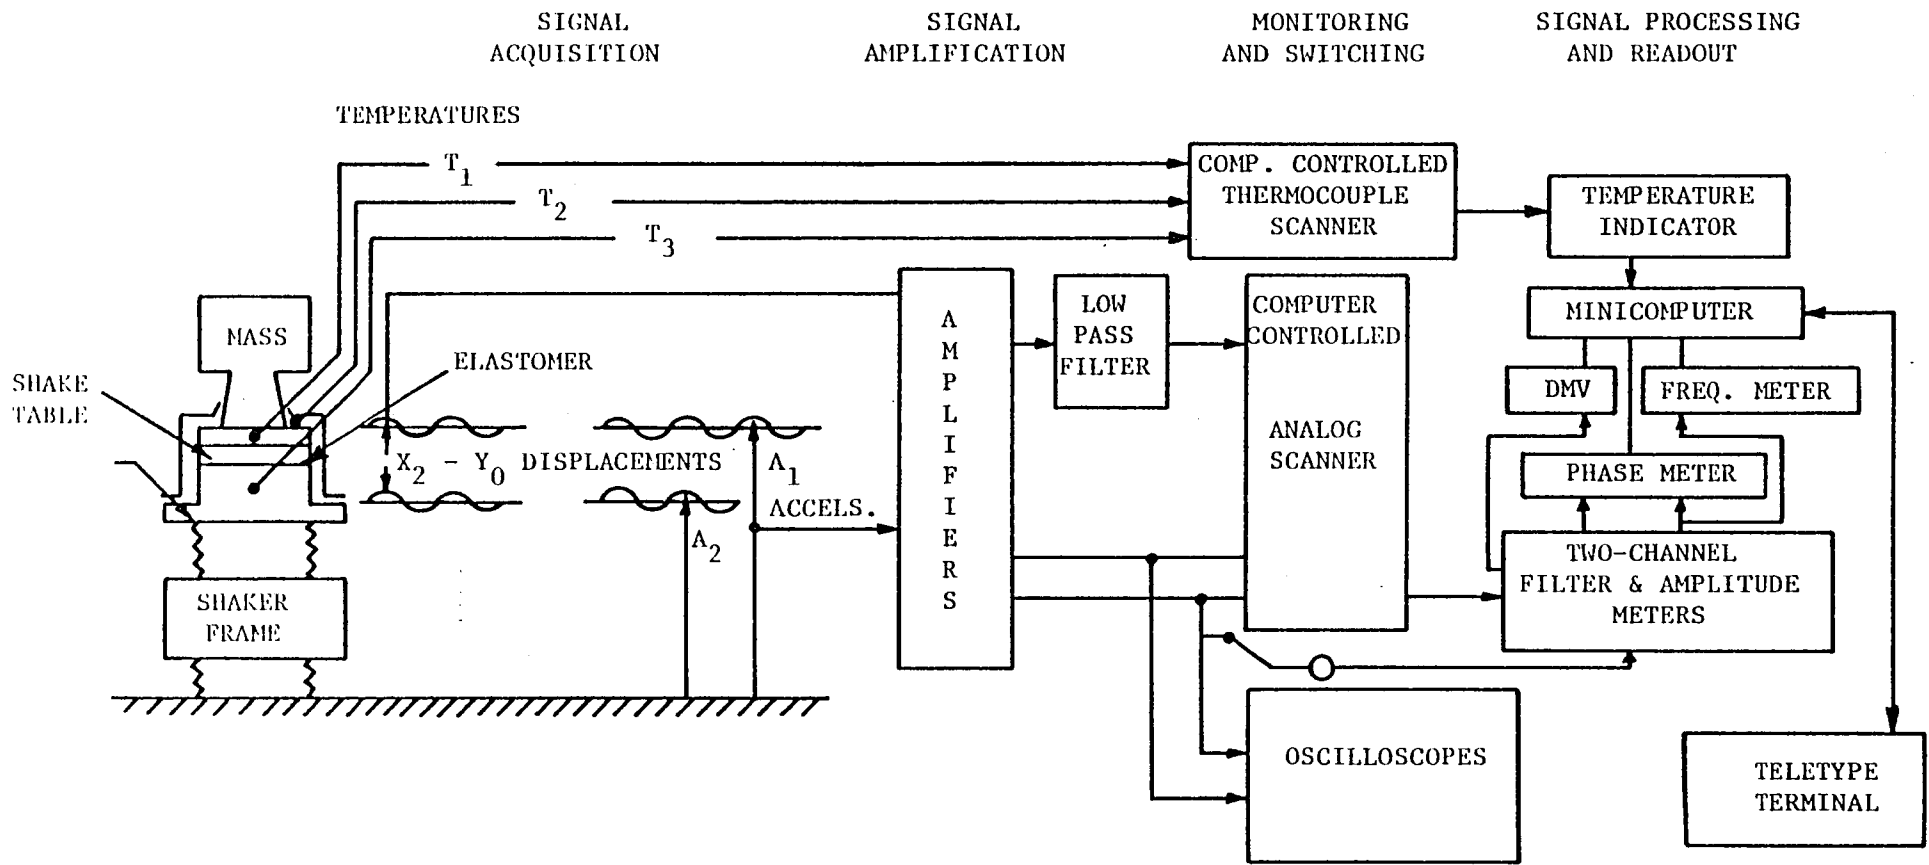 SIGNAL
ACQUISITION
SIGNAL
AMPLIFICATION
MONITORING
AND SWITCHING
SIGNAL PROCESSING
AND READOUT
TEMPERATURES
T1
T2
T3
COMP. CONTROLLED
THERMOCOUPLE
SCANNER
TEMPERATURE
INDICATOR
MINICOMPUTER
MASS
ELASTOMER
SHAKE
TABLE
AMPLIFIERS
LOW
PASS
FILTER
COMPUTER
CONTROLLED
ANALOG
SCANNER
DMV
FREQ. METER
X2 - Y0 DISPLACEMENTS
A1
ACCELS.
A2
PHASE METER
TWO-CHANNEL
FILTER & AMPLITUDE
METERS
SHAKER
FRAME
OSCILLOSCOPES
TELETYPE
TERMINAL